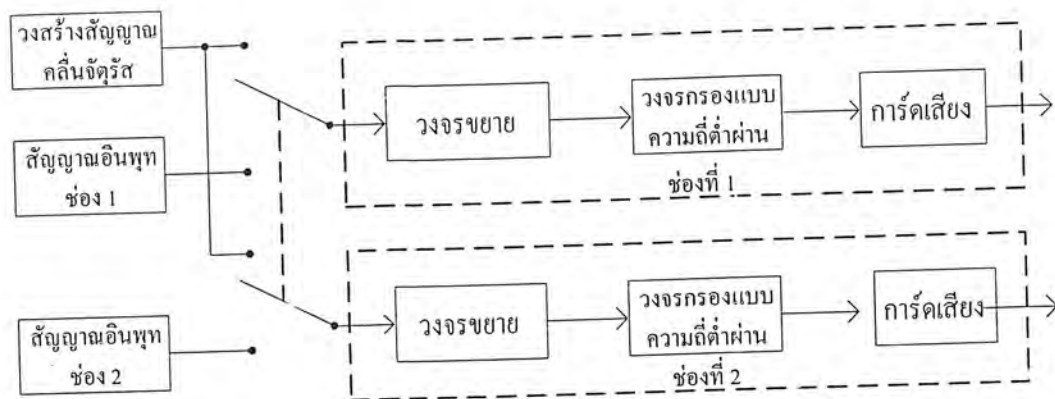 วงสร้างสัญญาณ
คลื่นจัตุรัส
สัญญาณอินพุท
ช่อง 1
สัญญาณอินพุท
ช่อง 2
วงจรขยาย
วงจรกรองแบบ
ความถี่ต่ำผ่าน
การ์ดเสียง
ช่องที่ 1
วงจรขยาย
วงจรกรองแบบ
ความถี่ต่ำผ่าน
การ์ดเสียง
ช่องที่ 2